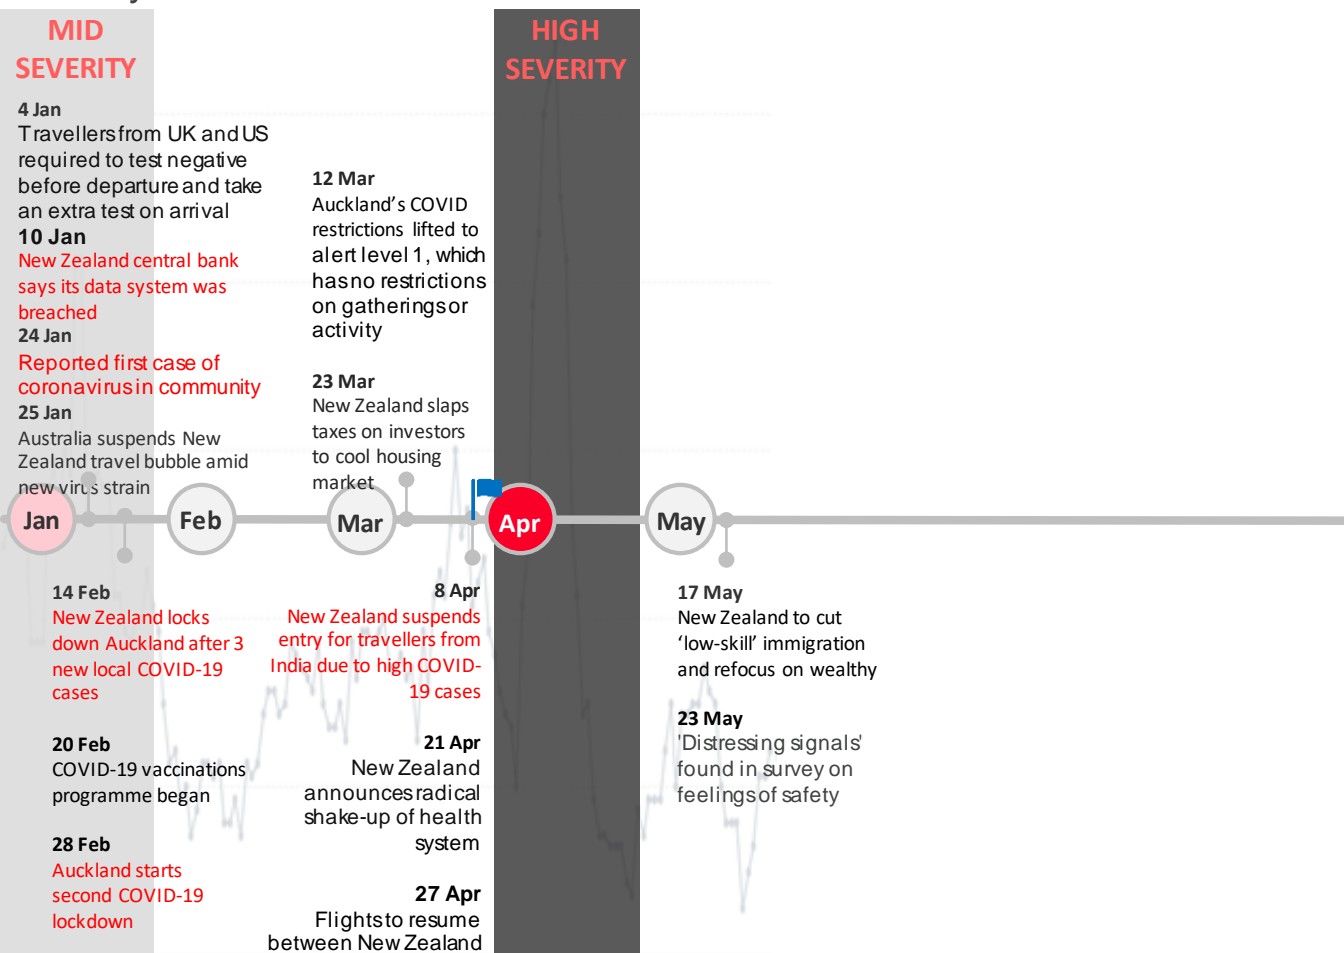 MID
SEVERITY
HIGH
SEVERITY
4 Jan
Travellers from UK and US
required to test negative
before departure and take
an extra test on arrival
10 Jan
New Zealand central bank
says its data system was
breached
24 Jan
Reported first case of
coronavirus in community
25 Jan
Australia suspends New
Zealand travel bubble amid
new virus strain
12 Mar
Auckland's COVID
restrictions lifted to
alert level 1, which
has no restrictions
on gatherings or
activity
23 Mar
New Zealand slaps
taxes on investors
to cool housing
market
Jan
Feb
Mar
Apr
May
14 Feb
New Zealand locks
down Auckland after 3
new local COVID-19
cases
20 Feb
COVID-19 vaccinations
programme began
28 Feb
Auckland starts
second COVID-19
lockdown
8 Apr
New Zealand suspends
entry for travellers from
India due to high COVID-
19 cases
21 Apr
New Zealand
announces radical
shake-up of health
system
27 Apr
Flights to resume
between New Zealand
17 May
New Zealand to cut
‘low-skill’ immigration
and refocus on wealthy
23 May
'Distressing signals'
found in survey on
feelings of safety